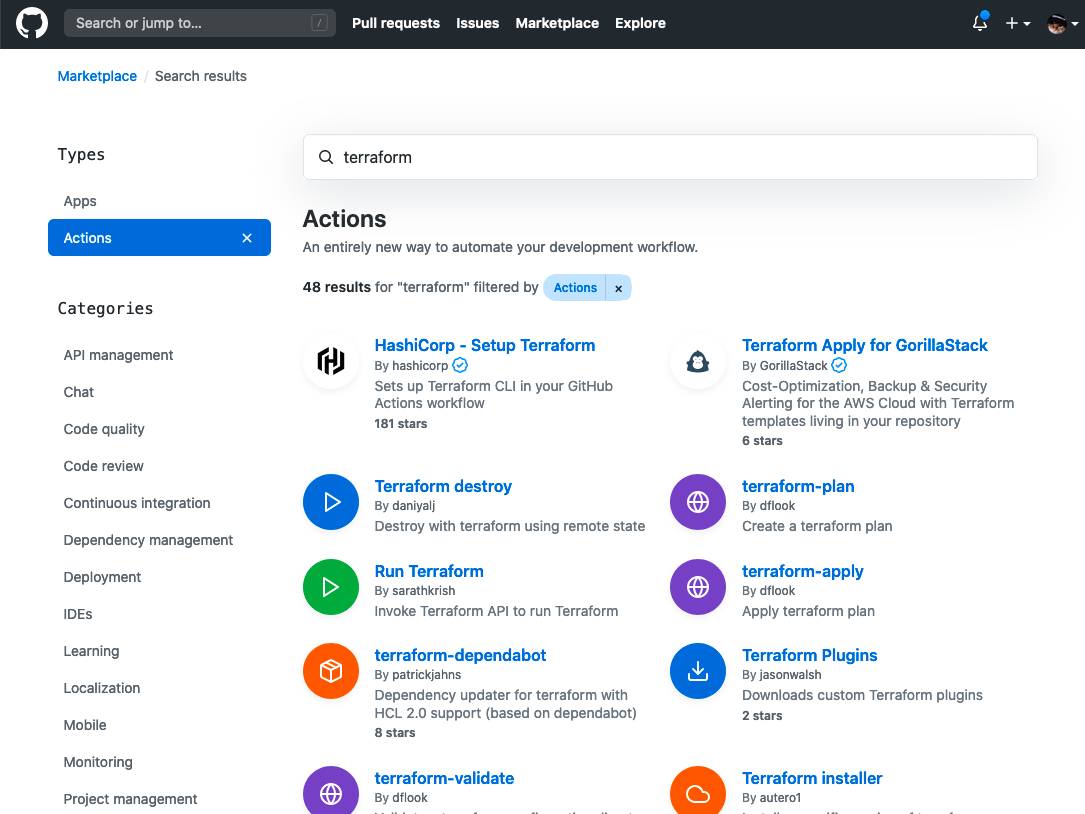 Search or jump to...
/
Pull requests Issues Marketplace Explore
Marketplace / Search results
Types
Apps
Actions
Categories
API management
Chat
Code quality
Code review
Continuous integration
Dependency management
Deployment
IDEs
Learning
Localization
Mobile
Monitoring
Project management
terraform
Actions
An entirely new way to automate your development workflow.
48 results for "terraform" filtered by Actions ×
HashiCorp - Setup Terraform
By hashicorp
Sets up Terraform CLI in your GitHub
Actions workflow
181 stars
Terraform Apply for GorillaStack
By GorillaStack
Cost-Optimization, Backup & Security
Alerting for the AWS Cloud with Terraform
templates living in your repository
6 stars
Terraform destroy
By daniyalj
Destroy with terraform using remote state
terraform-plan
By dflook
Create a terraform plan
Run Terraform
By sarathkrish
Invoke Terraform API to run Terraform
terraform-apply
By dflook
Apply terraform plan
terraform-dependabot
By patrickjahns
Dependency updater for terraform with
HCL 2.0 support (based on dependabot)
8 stars
Terraform Plugins
By jasonwalsh
Downloads custom Terraform plugins
2 stars
terraform-validate
By dflook
Terraform installer
By autero1